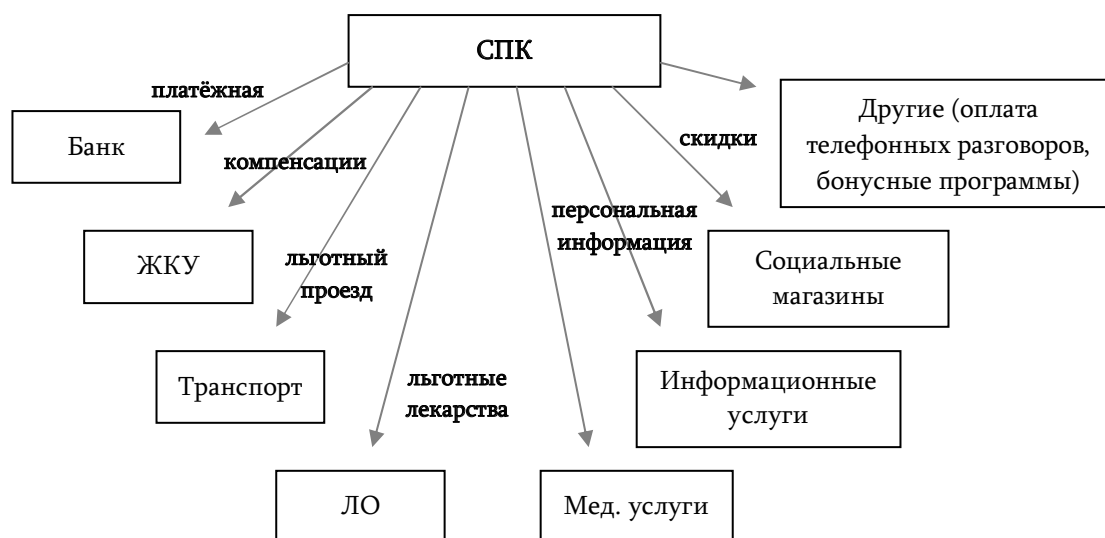 СПК
платёжная
Банк
компенсации
ЖКУ
льготный
проезд
Транспорт
льготные
лекарства
ЛО
Мед. услуги
персональная
информация
Информационные
услуги
скидки
Социальные
магазины
Другие (оплата
телефонных разговоров,
бонусные программы)